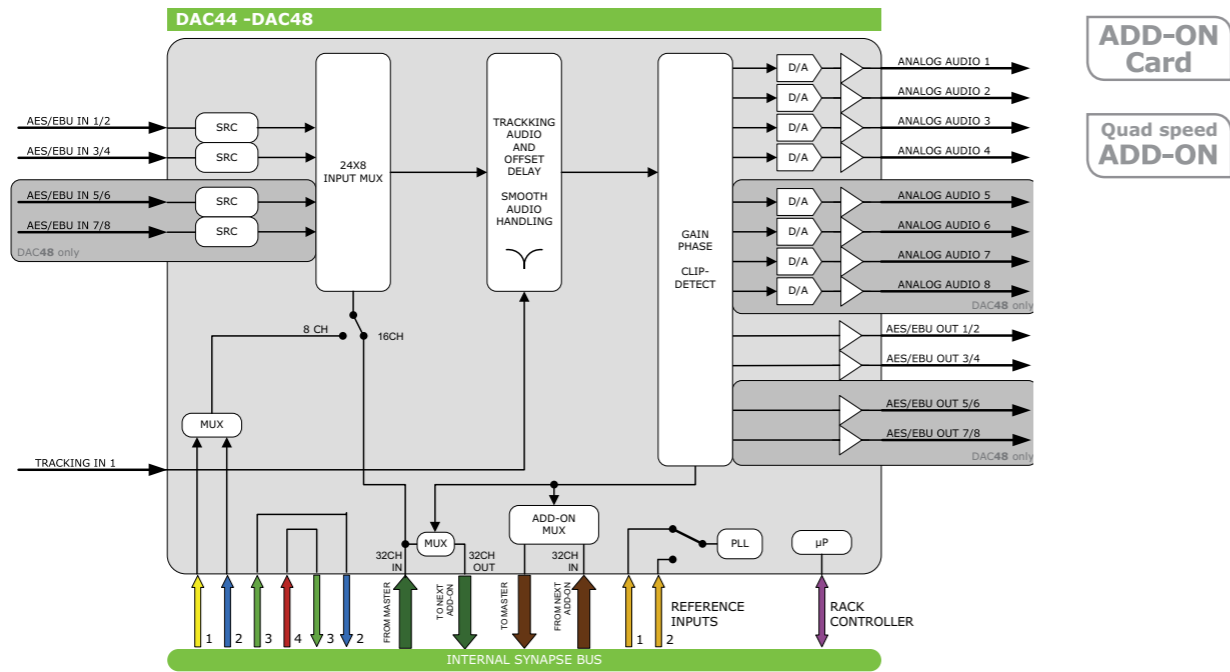 DAC44 -DAC48
ADD-ON
Card
Quad speed
ADD-ON
AES/EBU IN 1/2
AES/EBU IN 3/4
AES/EBU IN 5/6
AES/EBU IN 7/8
DAC48 only
SRC
SRC
SRC
SRC
24X8
INPUT MUX
TRACKKING
AUDIO
AND
OFFSET
DELAY
SMOOTH
AUDIO
HANDLING
GAIN
PHASE
CLIP-
DETECT
D/A
D/A
D/A
D/A
D/A
D/A
D/A
D/A
ANALOG AUDIO 1
ANALOG AUDIO 2
ANALOG AUDIO 3
ANALOG AUDIO 4
ANALOG AUDIO 5
ANALOG AUDIO 6
ANALOG AUDIO 7
ANALOG AUDIO 8
DAC48 only
AES/EBU OUT 1/2
AES/EBU OUT 3/4
AES/EBU OUT 5/6
AES/EBU OUT 7/8
DAC48 only
8 CH
16CH
MUX
TRACKING IN 1
MUX
ADD-ON
MUX
PLL
µP
32CH
IN
32CH
OUT
32CH
IN
FROM MASTER
TO NEXT
ADD-ON
TO MASTER
FROM NEXT
ADD-ON
1
2
3
4
3
2
1
2
REFERENCE
INPUTS
RACK
CONTROLLER
INTERNAL SYNAPSE BUS